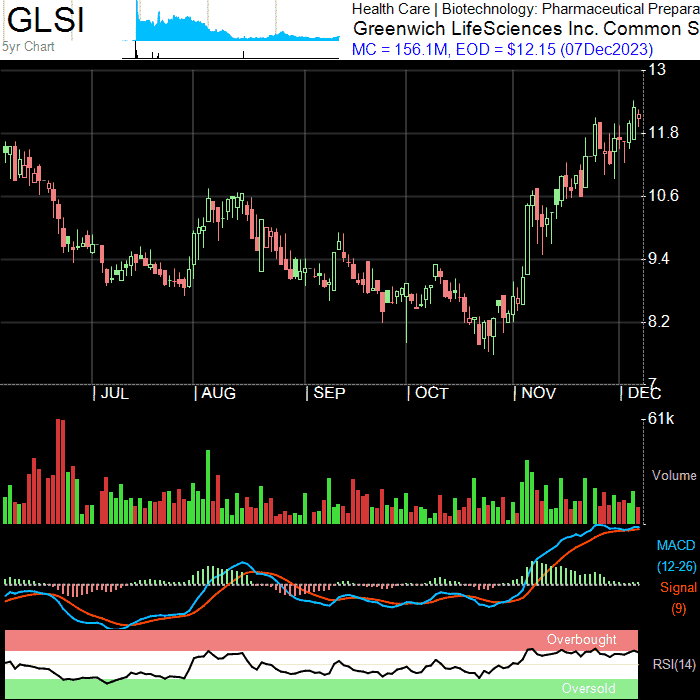 GLSI
5yr Chart
Health Care | Biotechnology: Pharmaceutical Prepara
Greenwich LifeSciences Inc. Common S
MC = 156.1M, EOD = $12.15 (07Dec2023)
13
11.8
10.6
9.4
8.2
7
| JUL | AUG | SEP | OCT | NOV | DEC
61k
Volume
MACD
(12-26)
Signal
(9)
Overbought
RSI(14)
Oversold